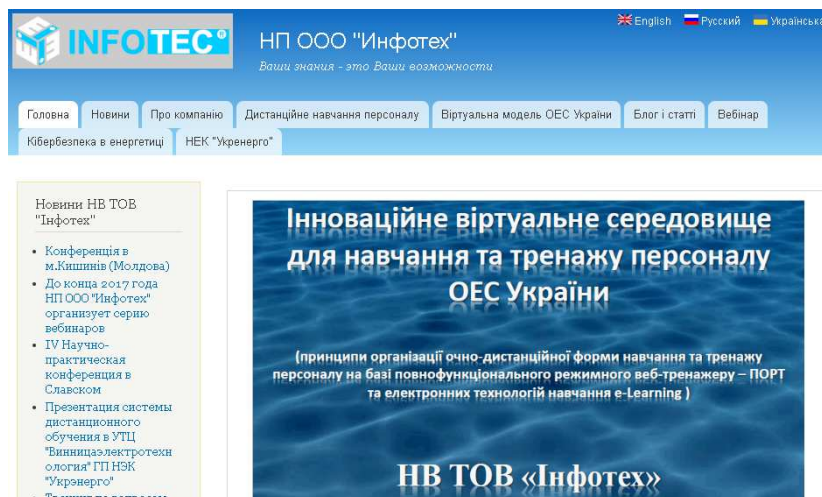 INFOTEC®
НП ООО "Инфотех"
Ваши знания - это Ваши возможности
English Русский Українська
Головна Новини Про компанію Дистанційне навчання персоналу Віртуальна модель ОЕС України Блог і статті Вебінар
Кібербезпека в енергетиці НЕК "Укренерго"
Новини НВ ТОВ
"Інфотех"
Конференція в
м.Кишинів (Молдова)
До конца 2017 года
НП ООО "Инфотех"
организует серию
вебинаров
IV Научно-
практическая
конференция в
Славском
Презентация системы
дистанционного
обучения в УТЦ
"Винницаэлектротехн
ология" ГП НЭК
"Укрэнерго"
Інноваційне віртуальне середовище
для навчання та тренажу персоналу
ОЕС України
(принципи організації очно-дистанційної форми навчання та тренажу
персоналу на базі повнофункціонального режимного веб-тренажеру – ПОРТ
та електронних технологій навчання e-Learning )
НВ ТОВ «Інфотех»